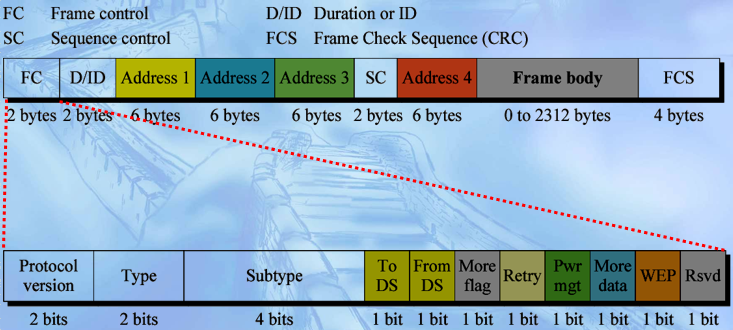 FC Frame control D/ID Duration or ID
SC Sequence control FCS Frame Check Sequence (CRC)
FC D/ID Address 1 Address 2 Address 3 SC Address 4 Frame body FCS
2 bytes 2 bytes 6 bytes 6 bytes 6 bytes 2 bytes 6 bytes 0 to 2312 bytes 4 bytes
Protocol version Type Subtype To DS From DS More flag Retry Pwr mgt More data WEP Rsvd
2 bits 2 bits 4 bits 1 bit 1 bit 1 bit 1 bit 1 bit 1 bit 1 bit 1 bit